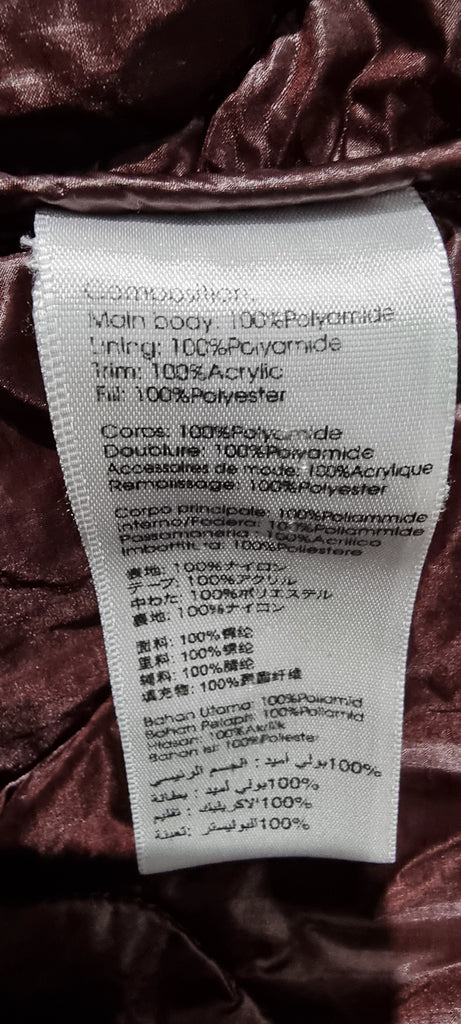 Composition:
Main body: 100%Polyamide
Lining: 100%Polyamide
Trim: 100%Acrylic
Fill: 100%Polyester
Corps: 100%Polyamide
Doublure: 100%Polyamide
Accessoires de mode: 100%Acrylique
Remplissage: 100%Polyester
Corpo principale: 100%Poliammide
Interno/Fodera: 100%Poliammide
Passamaneria: 100%Acrilico
Imbottitura: 100%Poliestere
表地: 100%ナイロン
テープ: 100%アクリル
中わた: 100%ポリエステル
裏地: 100%ナイロン
面料: 100%锦纶
里料: 100%锦纶
辅料: 100%腈纶
填充物: 100%聚酯纤维
Bahan Utama: 100%Poliamid
Bahan Pelapis: 100%Poliamid
Hiasan: 100%Akrilik
Bahan Isi: 100%Poliester
100%بولي أميد : الجسم الرئيسي
100%بولي أميد : بطانة
100%الاكريليك : تقليم
100%البوليستر : تعبئة